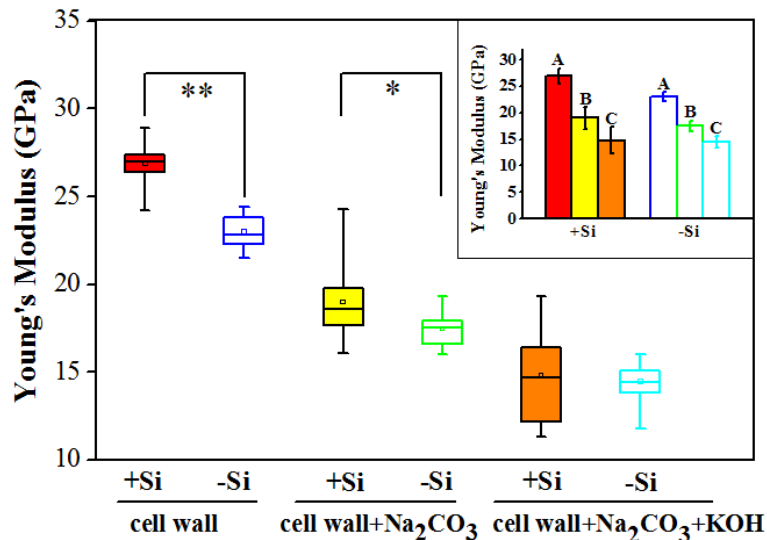 Young's Modulus (GPa)
35
30
25
20
15
10
**
*
+Si -Si +Si -Si +Si -Si
cell wall cell wall+Na₂CO₃ cell wall+Na₂CO₃+KOH
Young's Modulus (GPa)
30
25
20
15
10
5
0
A B C A B C
+Si -Si